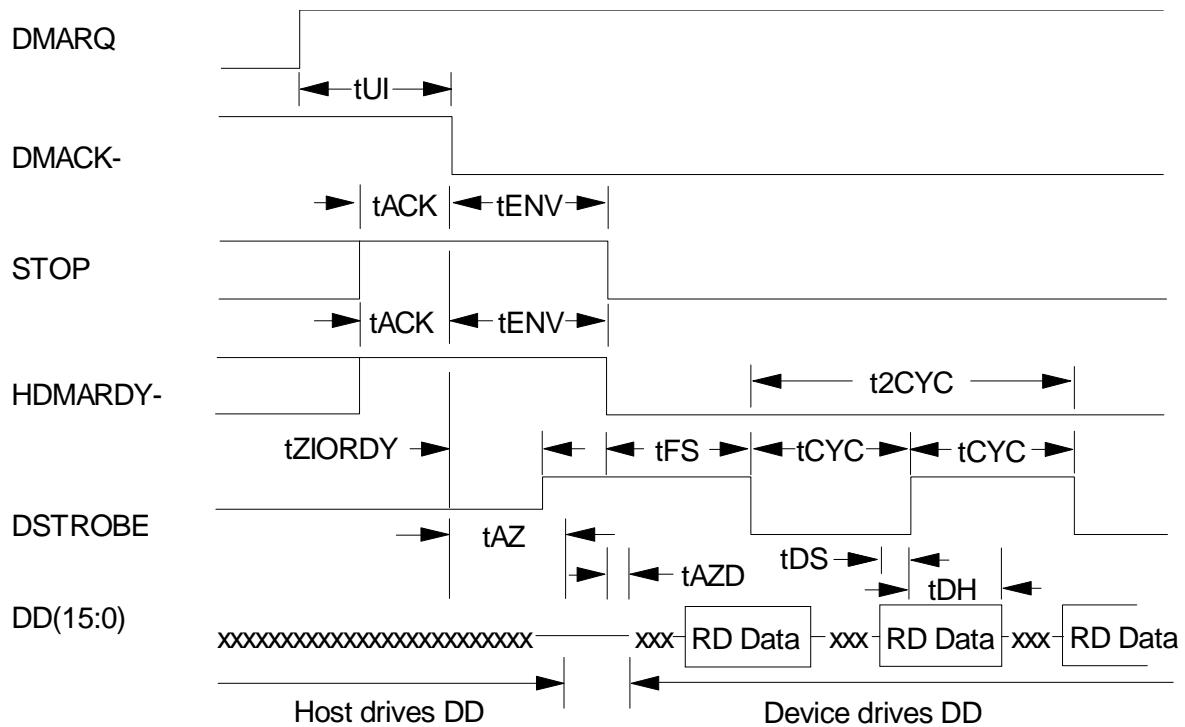 DMARQ
tUI
DMACK-
tACK tENV
STOP
tACK tENV
HDMARDY-
t2CYC
tZIORDY tFS tCYC tCYC
DSTROBE
tAZ
tDS
tAZD
tDH
DD(15:0)
xxxxxxxxxxxxxxxxxxxxxxxxx xxx RD Data xxx RD Data xxx RD Data
Host drives DD Device drives DD